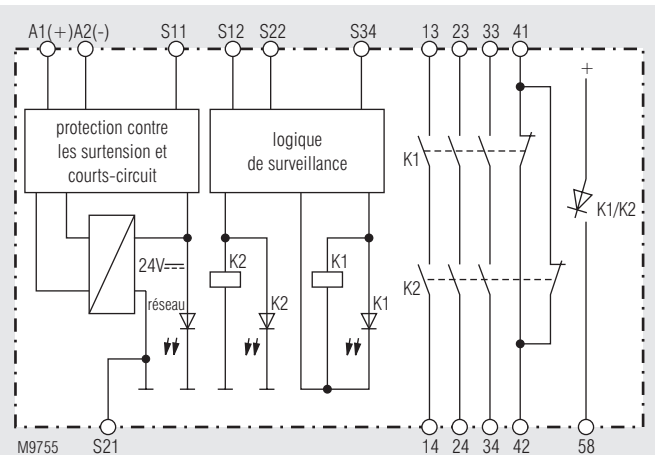 A1(+) A2(-) S11 S12 S22 S34 13 23 33 41
protection contre
les surtension et
courts-circuit
logique
de surveillance
+
K1
K1/K2
24V
K2
K1
K2
réseau
K2
K1
M9755
S21
14 24 34 42 58